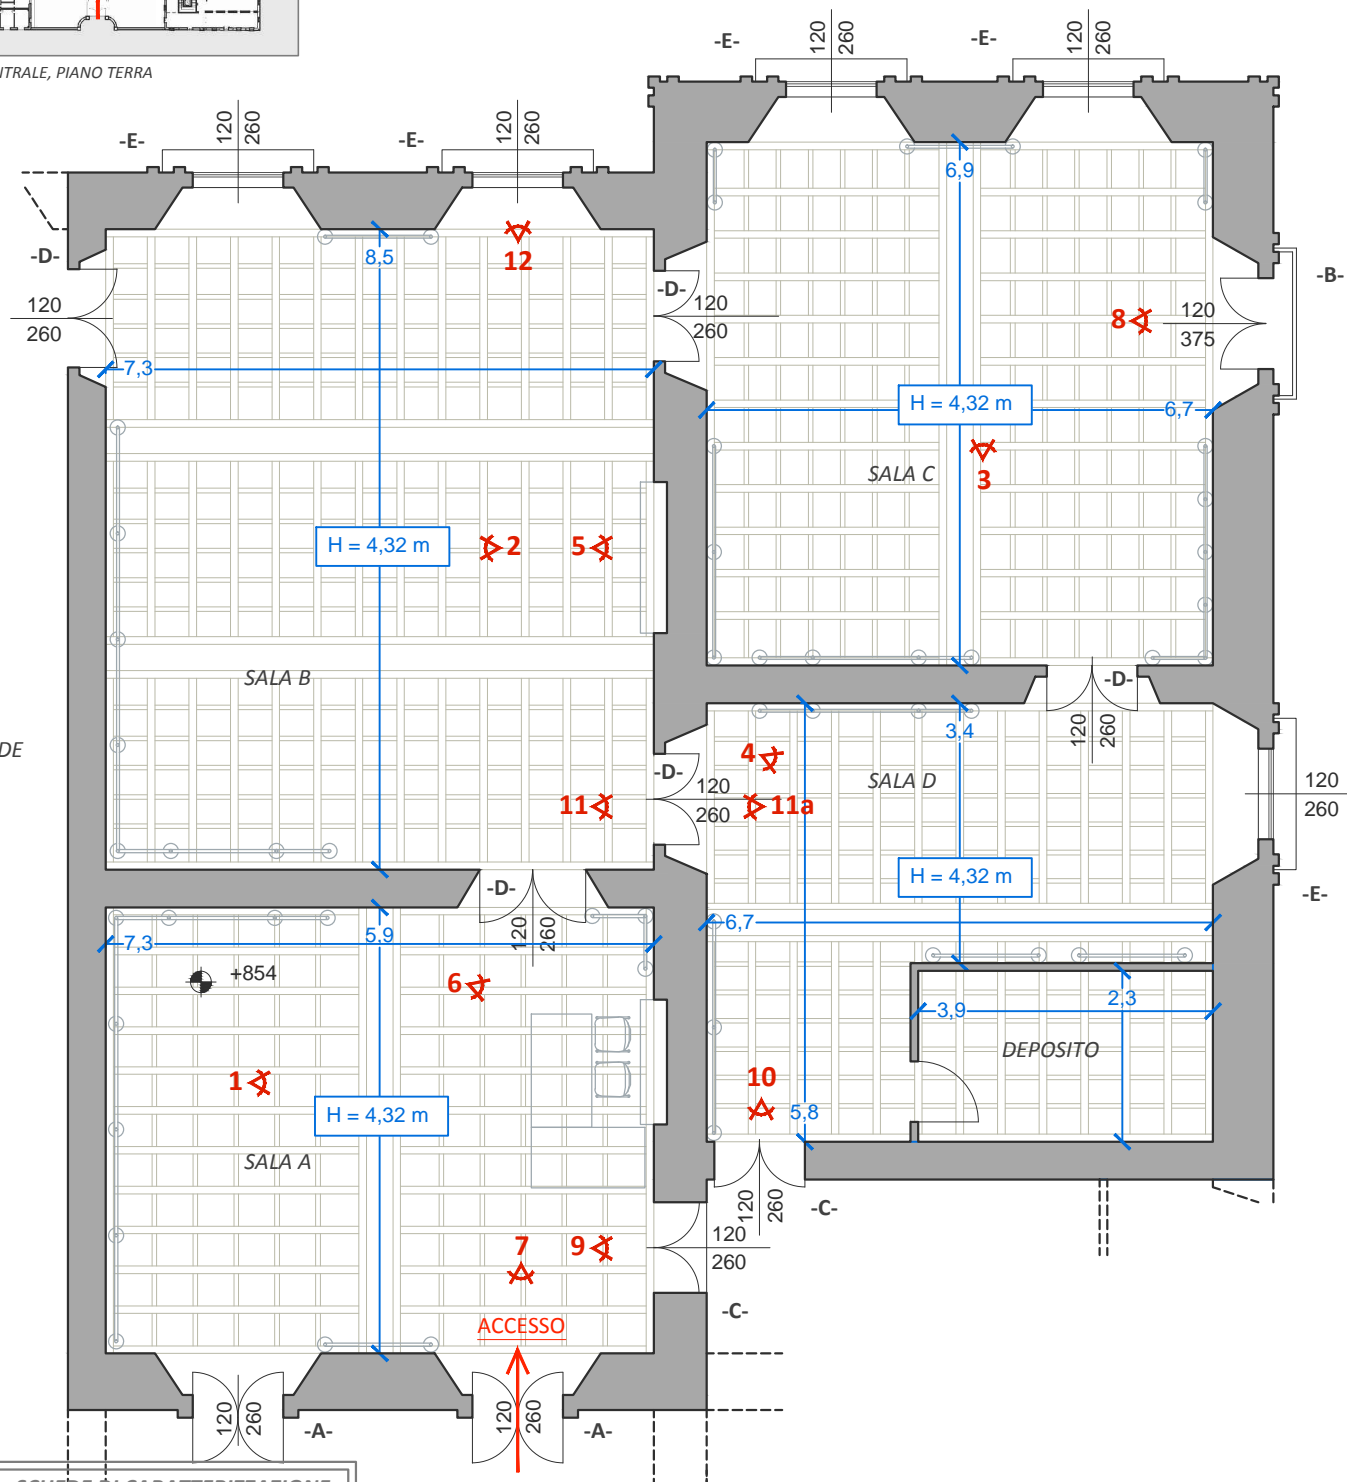 NTRALE, PIANO TERRA
-E-
120
260
-E-
120
260
-E-
120
260
-E-
120
260
-D-
120
260
8,5
12
7,3
-D-
120
260
6,9
8
120
375
-B-
H = 4,32 m
6,7
SALA C
3
H = 4,32 m
2
5
SALA B
DE
-D-
120
260
3,4
4
SALA D
11
-D-
120
260
11a
120
260
H = 4,32 m
-E-
-D-
120
260
7,3
5,9
6,7
+854
6
3,9
2,3
DEPOSITO
1
H = 4,32 m
10
5,8
SALA A
120
260
-C-
7
9
120
260
-C-
ACCESSO
120
260
-A-
120
260
-A-
SCHEDE DI CARATTERIZZAZIONE